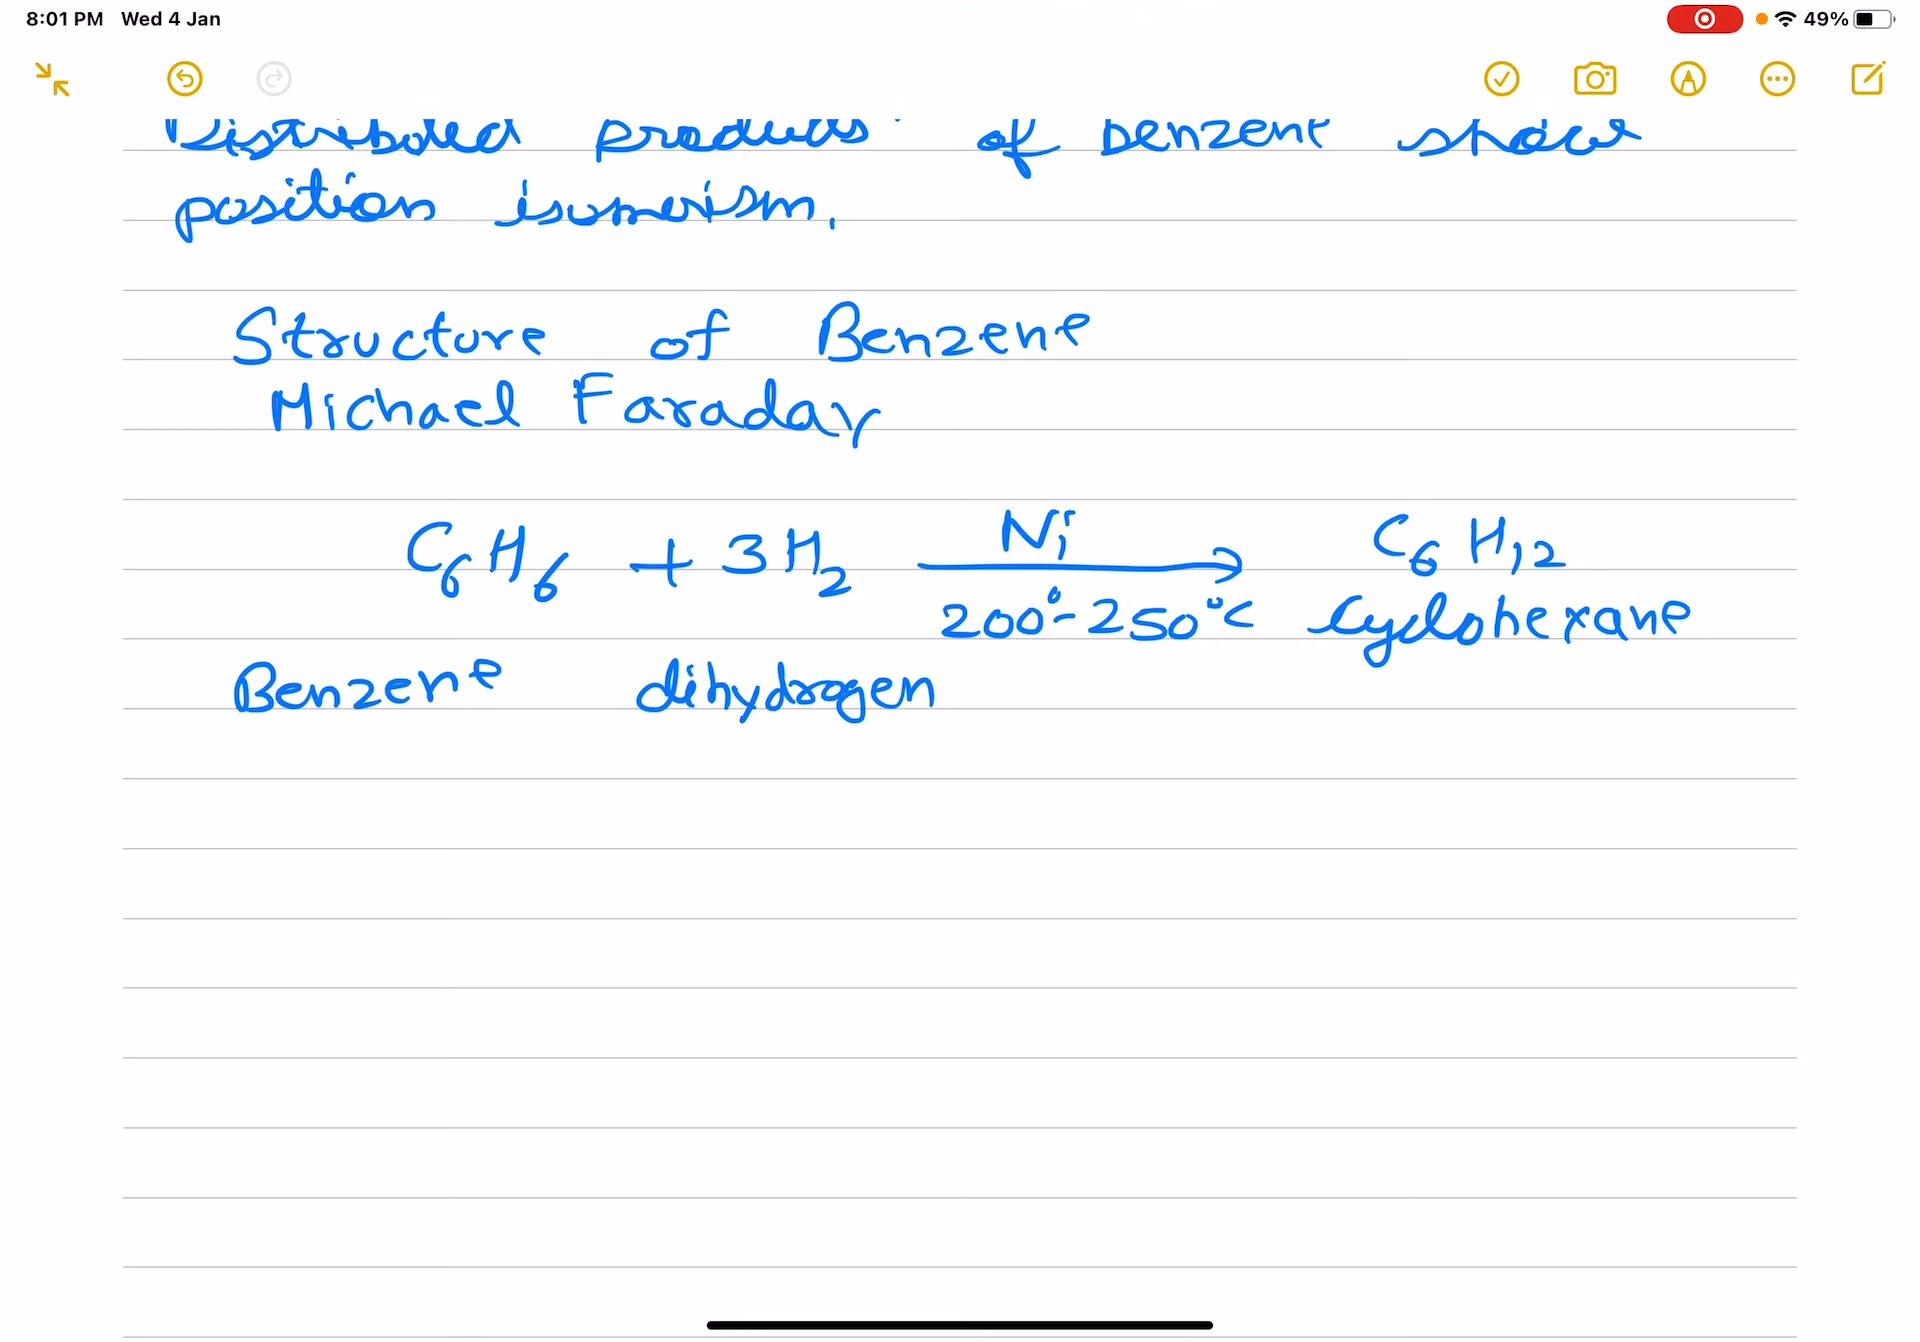 8:01 PM Wed 4 Jan 49%
products of benzene show
position isomerism.
Structure of Benzene
Michael Faraday
C6H6 + 3H2 Ni → C6H12
200°-250°C Cyclohexane
Benzene dihydrogen